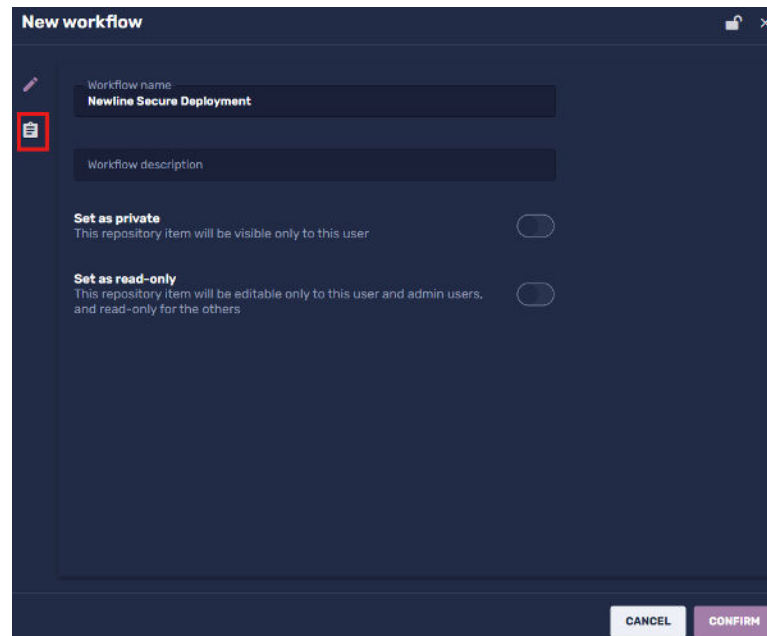 New workflow
Workflow name
Newline Secure Deployment
Workflow description
Set as private
This repository item will be visible only to this user
Set as read-only
This repository item will be editable only to this user and admin users,
and read-only for the others
CANCEL
CONFIRM